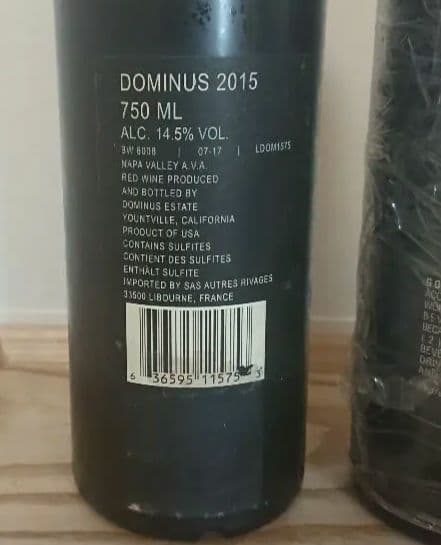 DOMINUS 2015
750 ML
ALC. 14.5% VOL.
BW 6008 | 07-17 | LDOM1575
NAPA VALLEY A.V.A.
RED WINE PRODUCED
AND BOTTLED BY
DOMINUS ESTATE
YOUNTVILLE, CALIFORNIA
PRODUCT OF USA
CONTAINS SULFITES
CONTIENT DES SULFITES
ENTHÄLT SULFITE
IMPORTED BY SAS AUTRES RIVAGES
33500 LIBOURNE, FRANCE
6 36595 11575 3